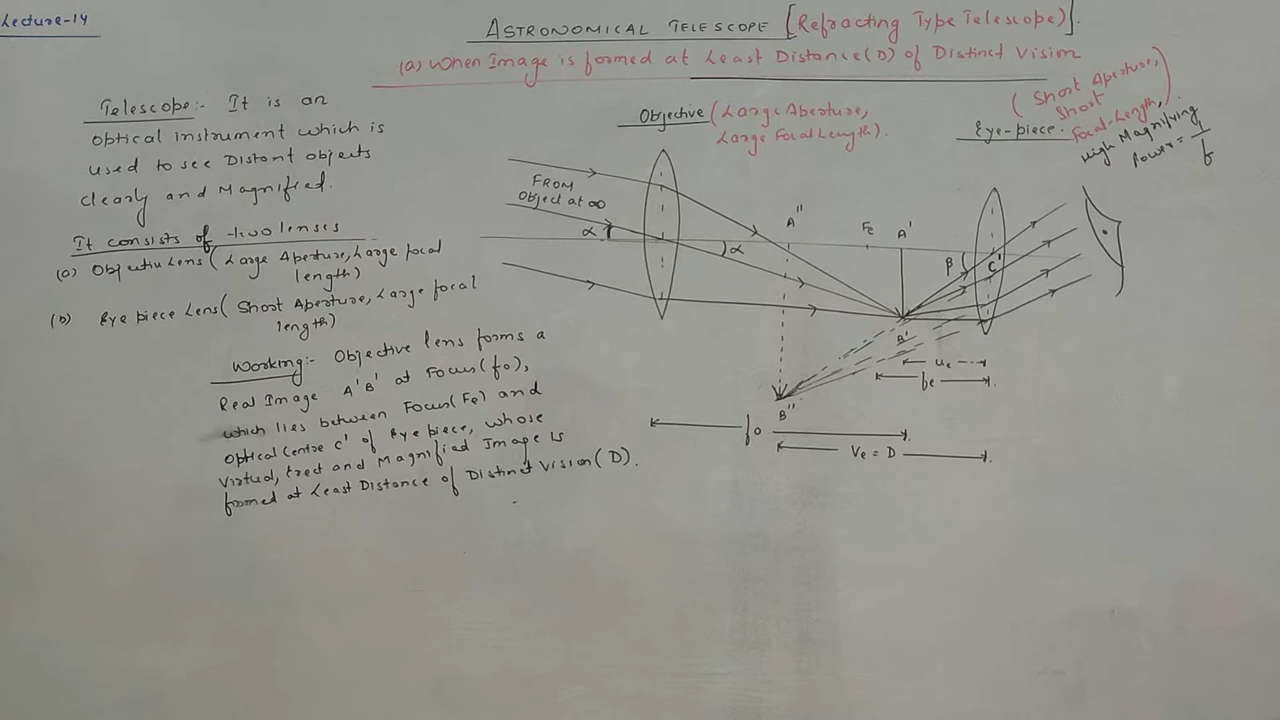 Lecture-14
ASTRONOMICAL TELESCOPE [Refracting Type Telescope)].
(a) When Image is formed at Least Distance(D) of Distinct Vision
Telescope:- It is an
optical instrument which is
used to see Distant objects
clearly and Magnified.
It consists of two lenses
(a) Objective Lens( Large Aperture, Large focal
length)
(b) Eye piece Lens( Short Aperture, Large focal
length)
Working:- Objective lens forms a
Real Image A'B' at Focus(fo),
which lies between Focus(Fe) and
optical Centre C' of Eye piece, whose
virtual, Erect and Magnified Image is
formed at Least Distance of Distinct Vision(D).
Objective (Large Aperture,
Large Focal Length).
Eye-piece. (Short Aperture,
Short
Focal-Length,)
High Magnifying
Power = 1/f
FROM
Object at ∞
α
α
A"
Fe
A'
β
C'
B'
B"
ue
fe
fo
Ve = D